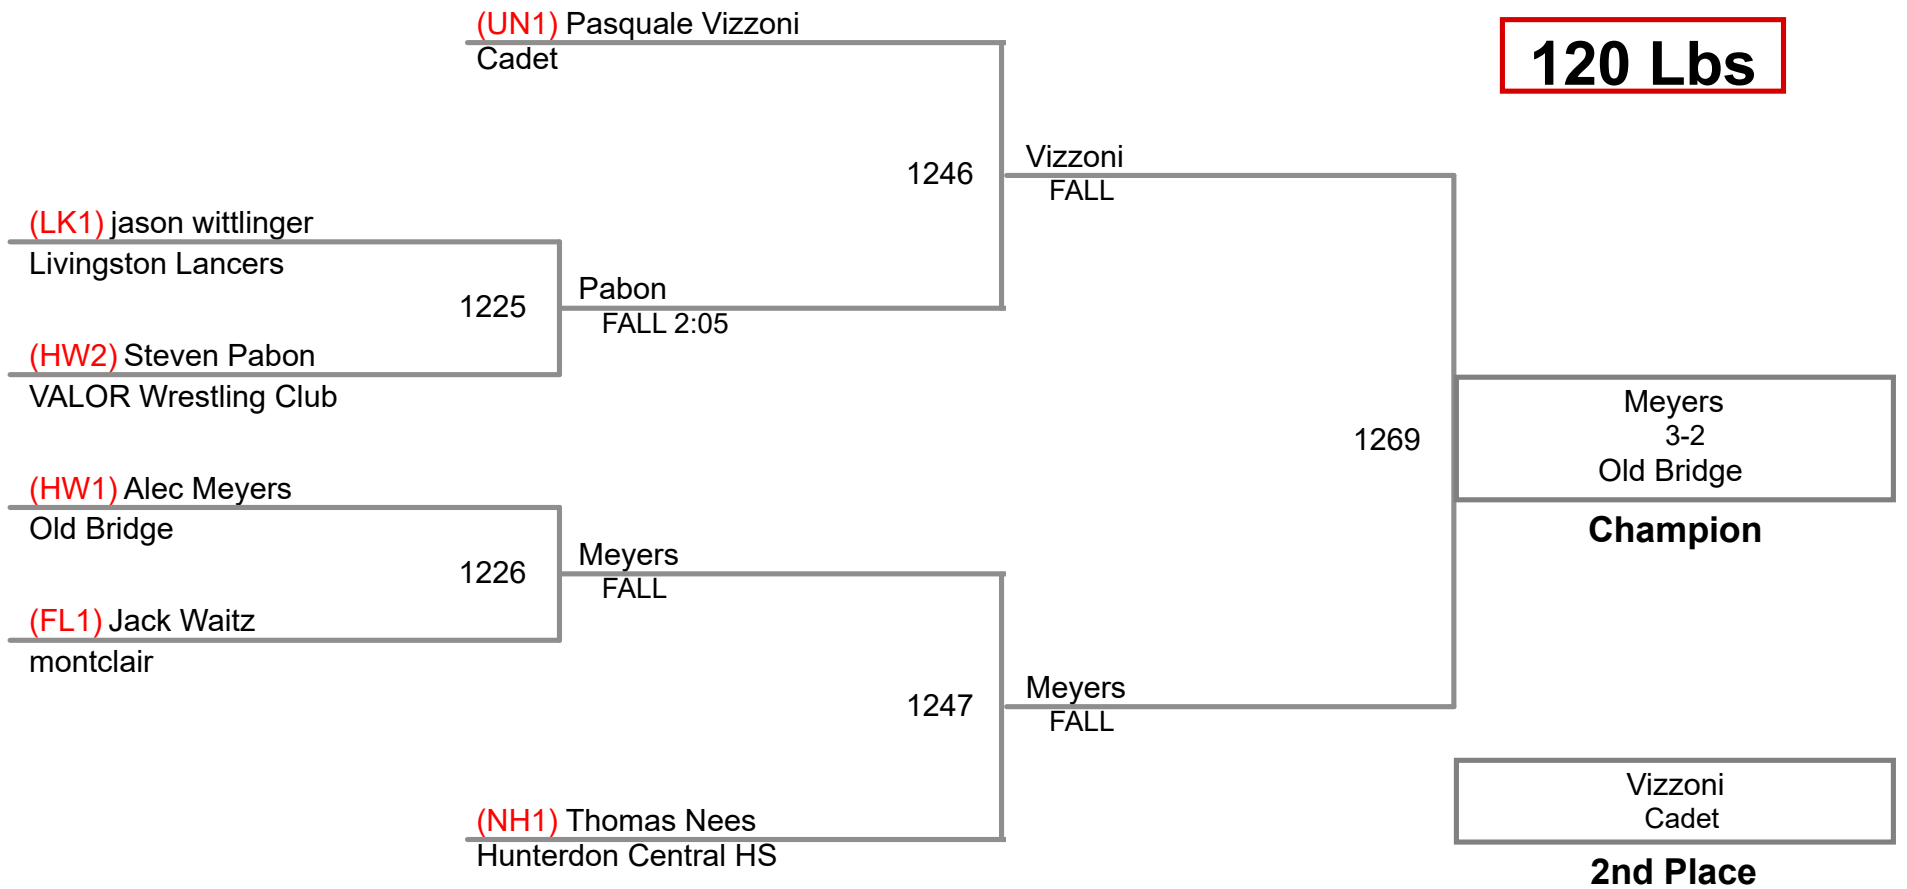 (UN1) Pasquale Vizzoni
Cadet
120 Lbs
1246
Vizzoni
FALL
(LK1) jason wittlinger
Livingston Lancers
1225
Pabon
FALL 2:05
(HW2) Steven Pabon
VALOR Wrestling Club
1269
Meyers
3-2
Old Bridge
Champion
(HW1) Alec Meyers
Old Bridge
1226
Meyers
FALL
(FL1) Jack Waitz
montclair
1247
Meyers
FALL
(NH1) Thomas Nees
Hunterdon Central HS
Vizzoni
Cadet
2nd Place